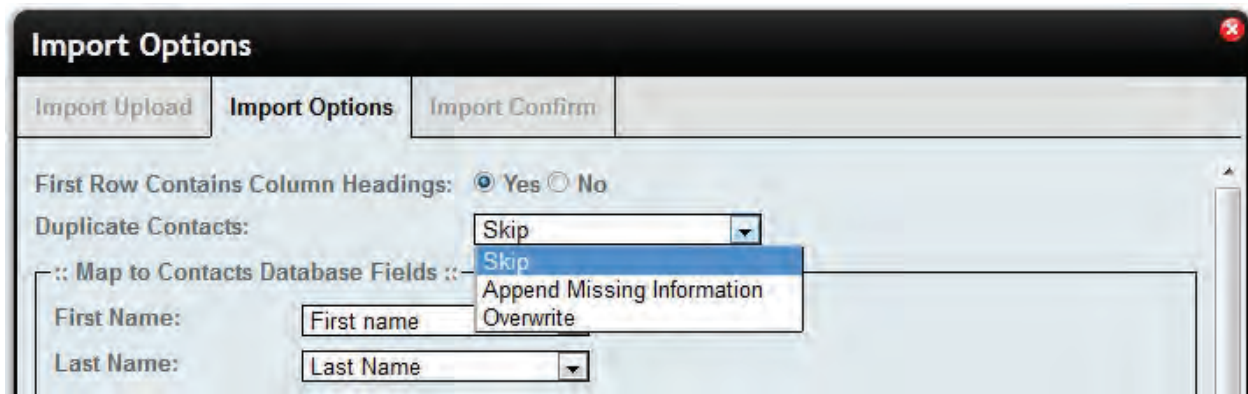 Import Options
Import Upload Import Options Import Confirm
First Row Contains Column Headings: Yes No
Duplicate Contacts: Skip
Skip
:: Map to Contacts Database Fields ::
Append Missing Information
First Name: First name
Overwrite
Last Name: Last Name